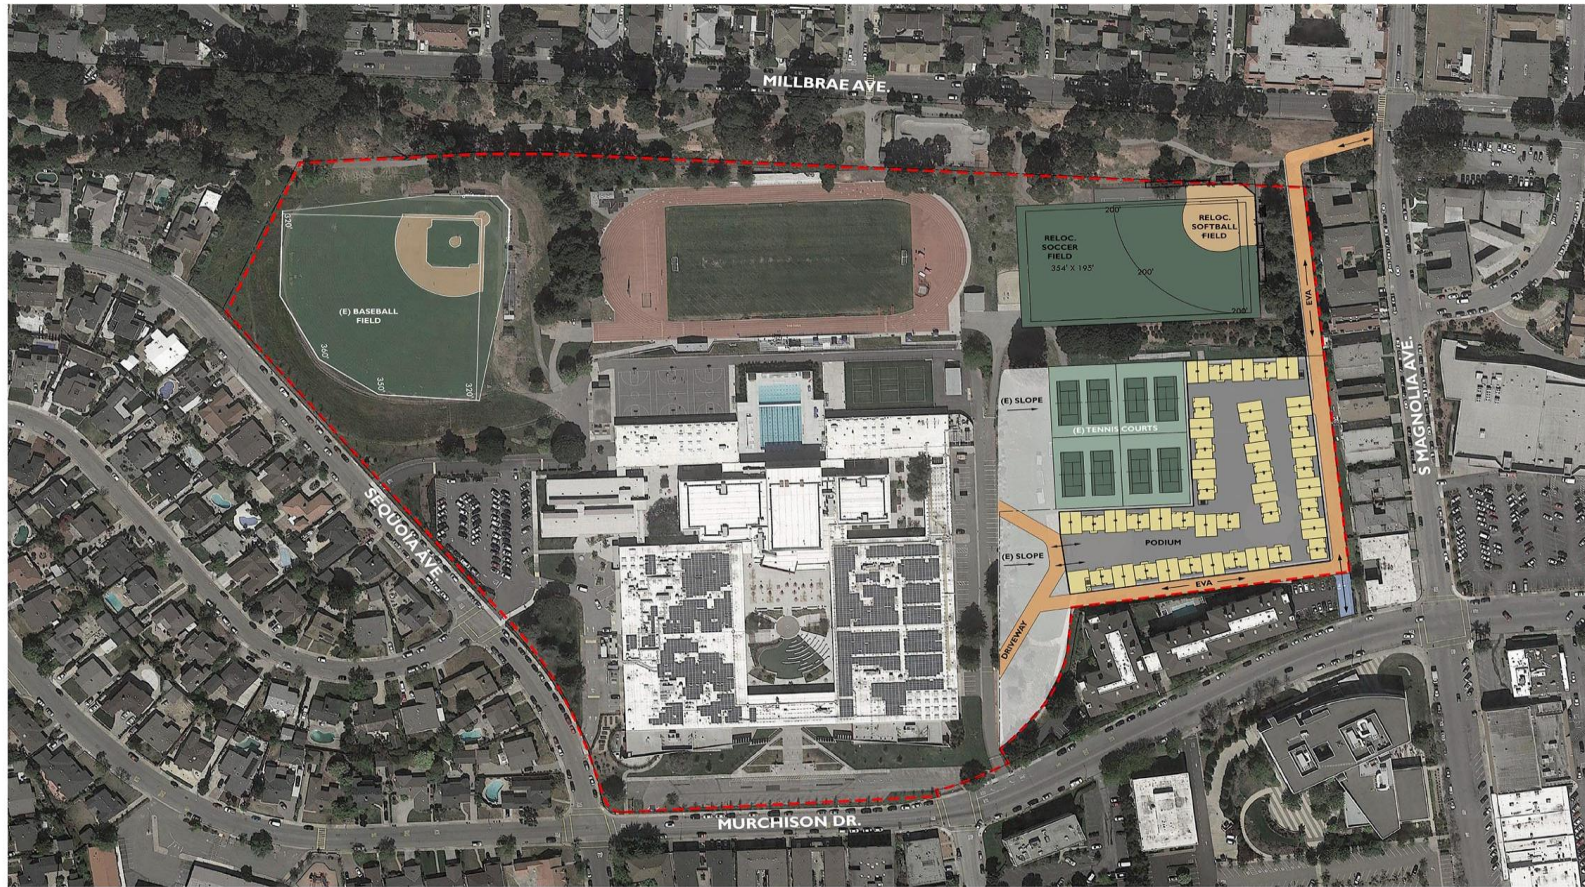 MILLBRAE AVE.
320'
(E) BASEBALL
FIELD
360'
350'
320'
200'
RELOC.
SOFTBALL
FIELD
RELOC.
SOCCER
FIELD
354' X 195'
200'
200'
EVA
S MAGNOLIA AVE.
(E) SLOPE
(E) TENNIS COURTS
SEQUOIA AVE.
PODIUM
(E) SLOPE
EVA
DRIVEWAY
MURCHISON DR.